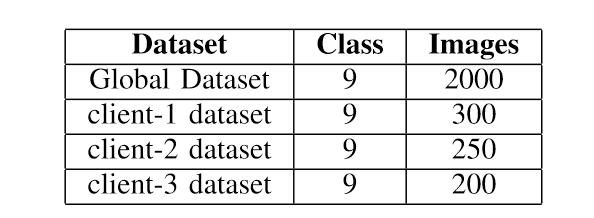 Dataset Class Images
Global Dataset 9 2000
client-1 dataset 9 300
client-2 dataset 9 250
client-3 dataset 9 200